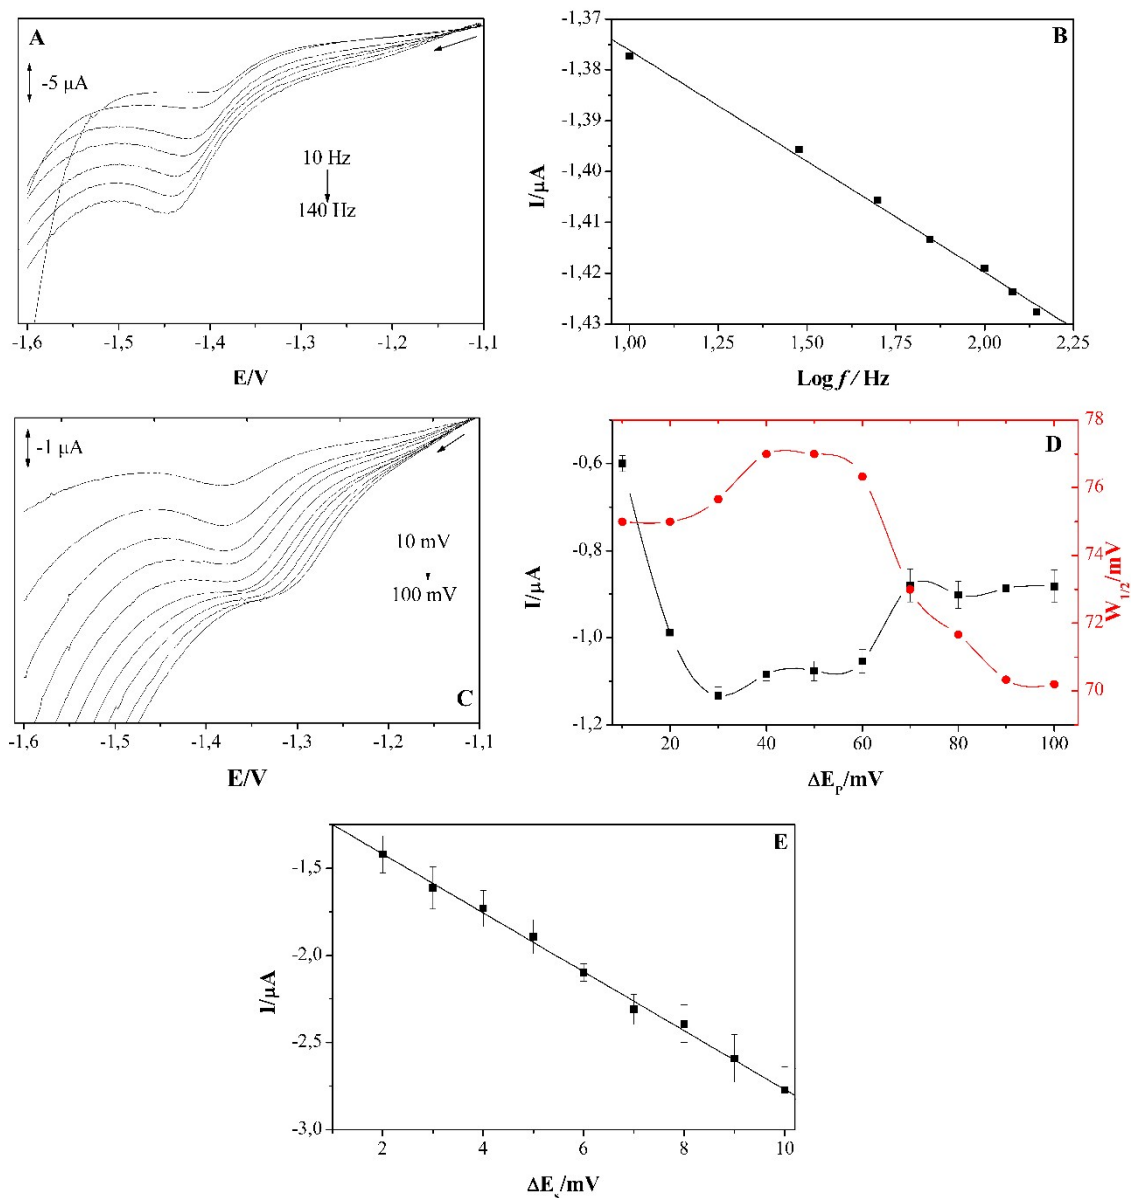 A
-5 μA
10 Hz
140 Hz
-1,6 -1,5 -1,4 -1,3 -1,2 -1,1
E/V
B
-1,37
-1,38
-1,39
-1,40
-1,41
-1,42
-1,43
I/μA
1,00 1,25 1,50 1,75 2,00 2,25
Log f / Hz
-1 μA
10 mV
100 mV
C
-1,6 -1,5 -1,4 -1,3 -1,2 -1,1
E/V
D
-0,6
-0,8
-1,0
-1,2
I/μA
78
76
74
72
70
W1/2/mV
20 40 60 80 100
ΔEp/mV
E
-1,5
-2,0
-2,5
-3,0
I/μA
2 4 6 8 10
ΔEs/mV